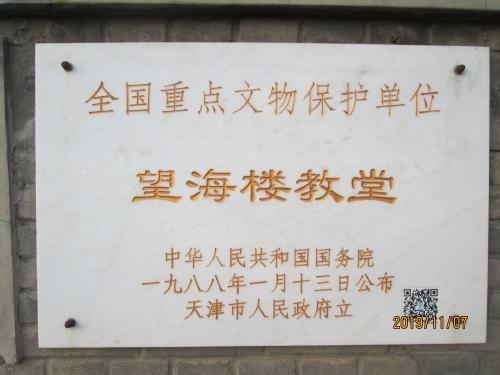 全国重点文物保护单位
望海楼教堂
中华人民共和国国务院
一九八八年一月十三日公布
天津市人民政府立
2019/11/07